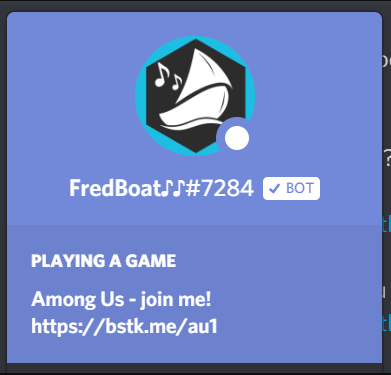 FredBoat♪♪#7284 ✓ BOT
PLAYING A GAME
Among Us - join me!
https://bstk.me/au1